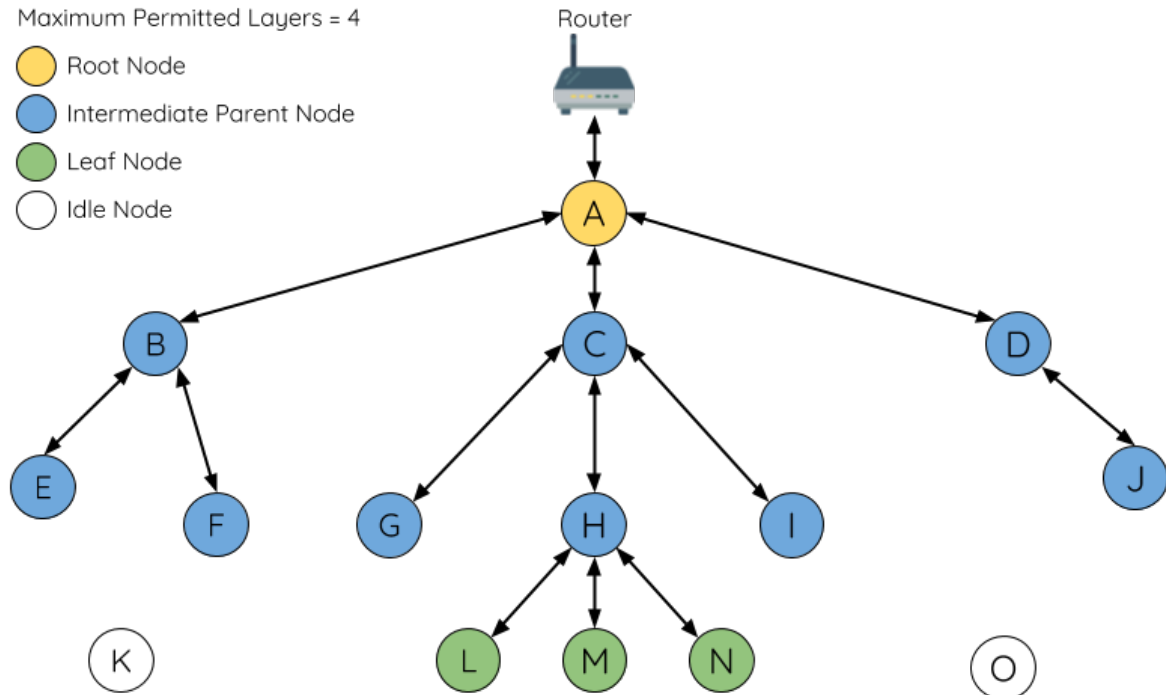 Maximum Permitted Layers = 4
Router
Root Node
Intermediate Parent Node
Leaf Node
Idle Node
A
B
C
D
E
F
G
H
I
J
K
L
M
N
O